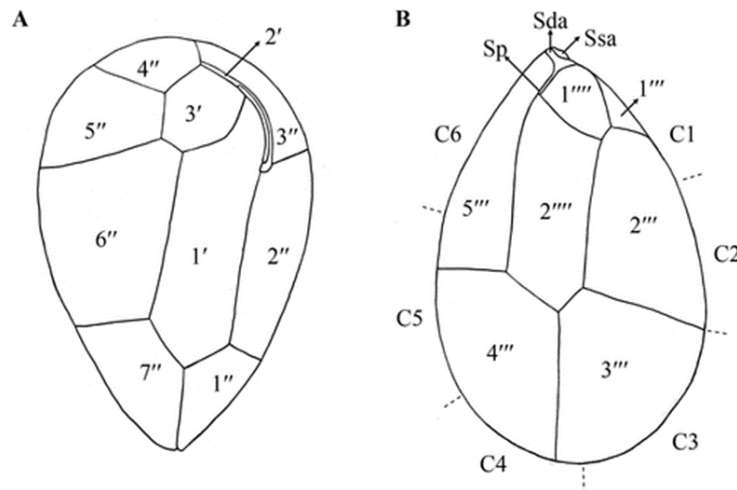 A
2′
4″
3′
5″
3″
6″
1′
2″
7″
1″
B
Sda
Ssa
Sp
1″″
1‴
C6
C1
5‴
2″″
2‴
C2
C5
4‴
3‴
C4
C3